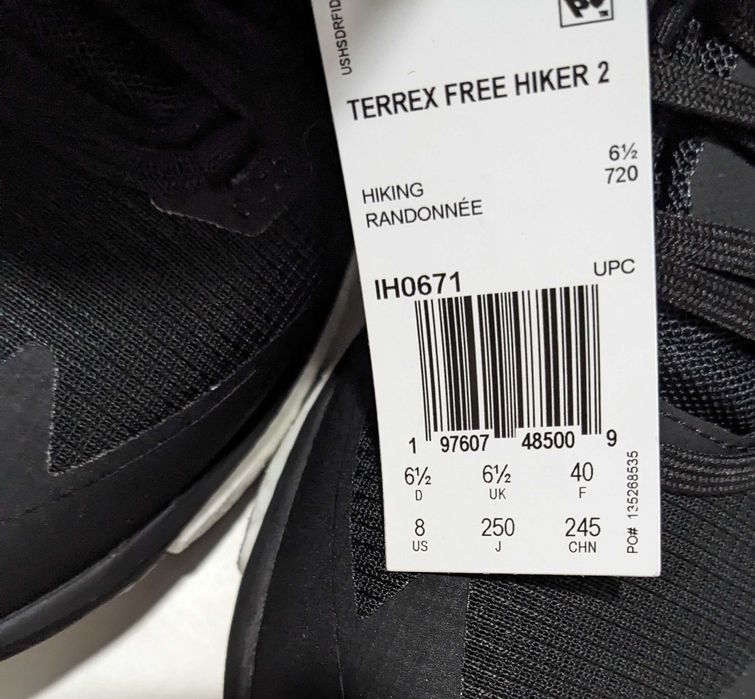 USHSDRFID
TERREX FREE HIKER 2
6½
720
HIKING
RANDONNÉE
IH0671
UPC
1 97607 48500 9
6½ 6½ 40
D UK F
8 250 245
US J CHN
PO# 135268535